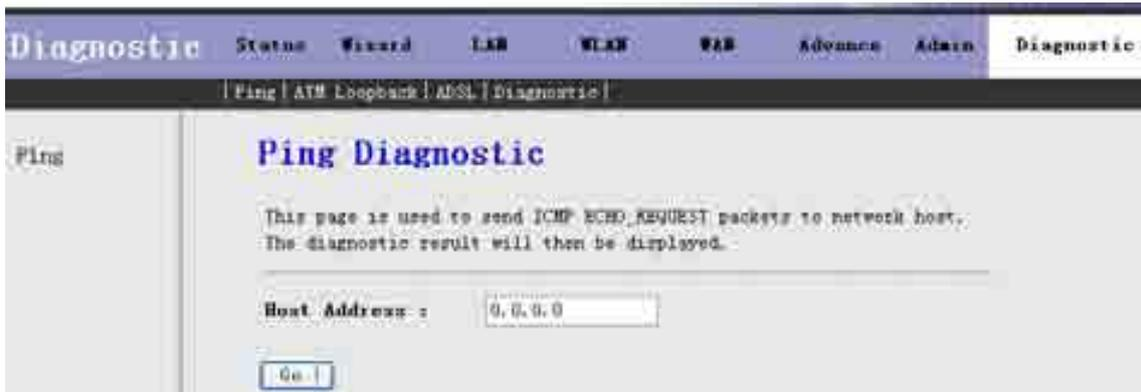 Diagnostic Status Wizard LAN WLAN WAN Advance Admin Diagnostic
|Ping|ATM Loopback|ADSL|Diagnostic|
Ping
Ping Diagnostic
This page is used to send ICMP ECHO_REQUEST packets to network host.
The diagnostic result will then be displayed.
Host Address : 0.0.0.0
Go !